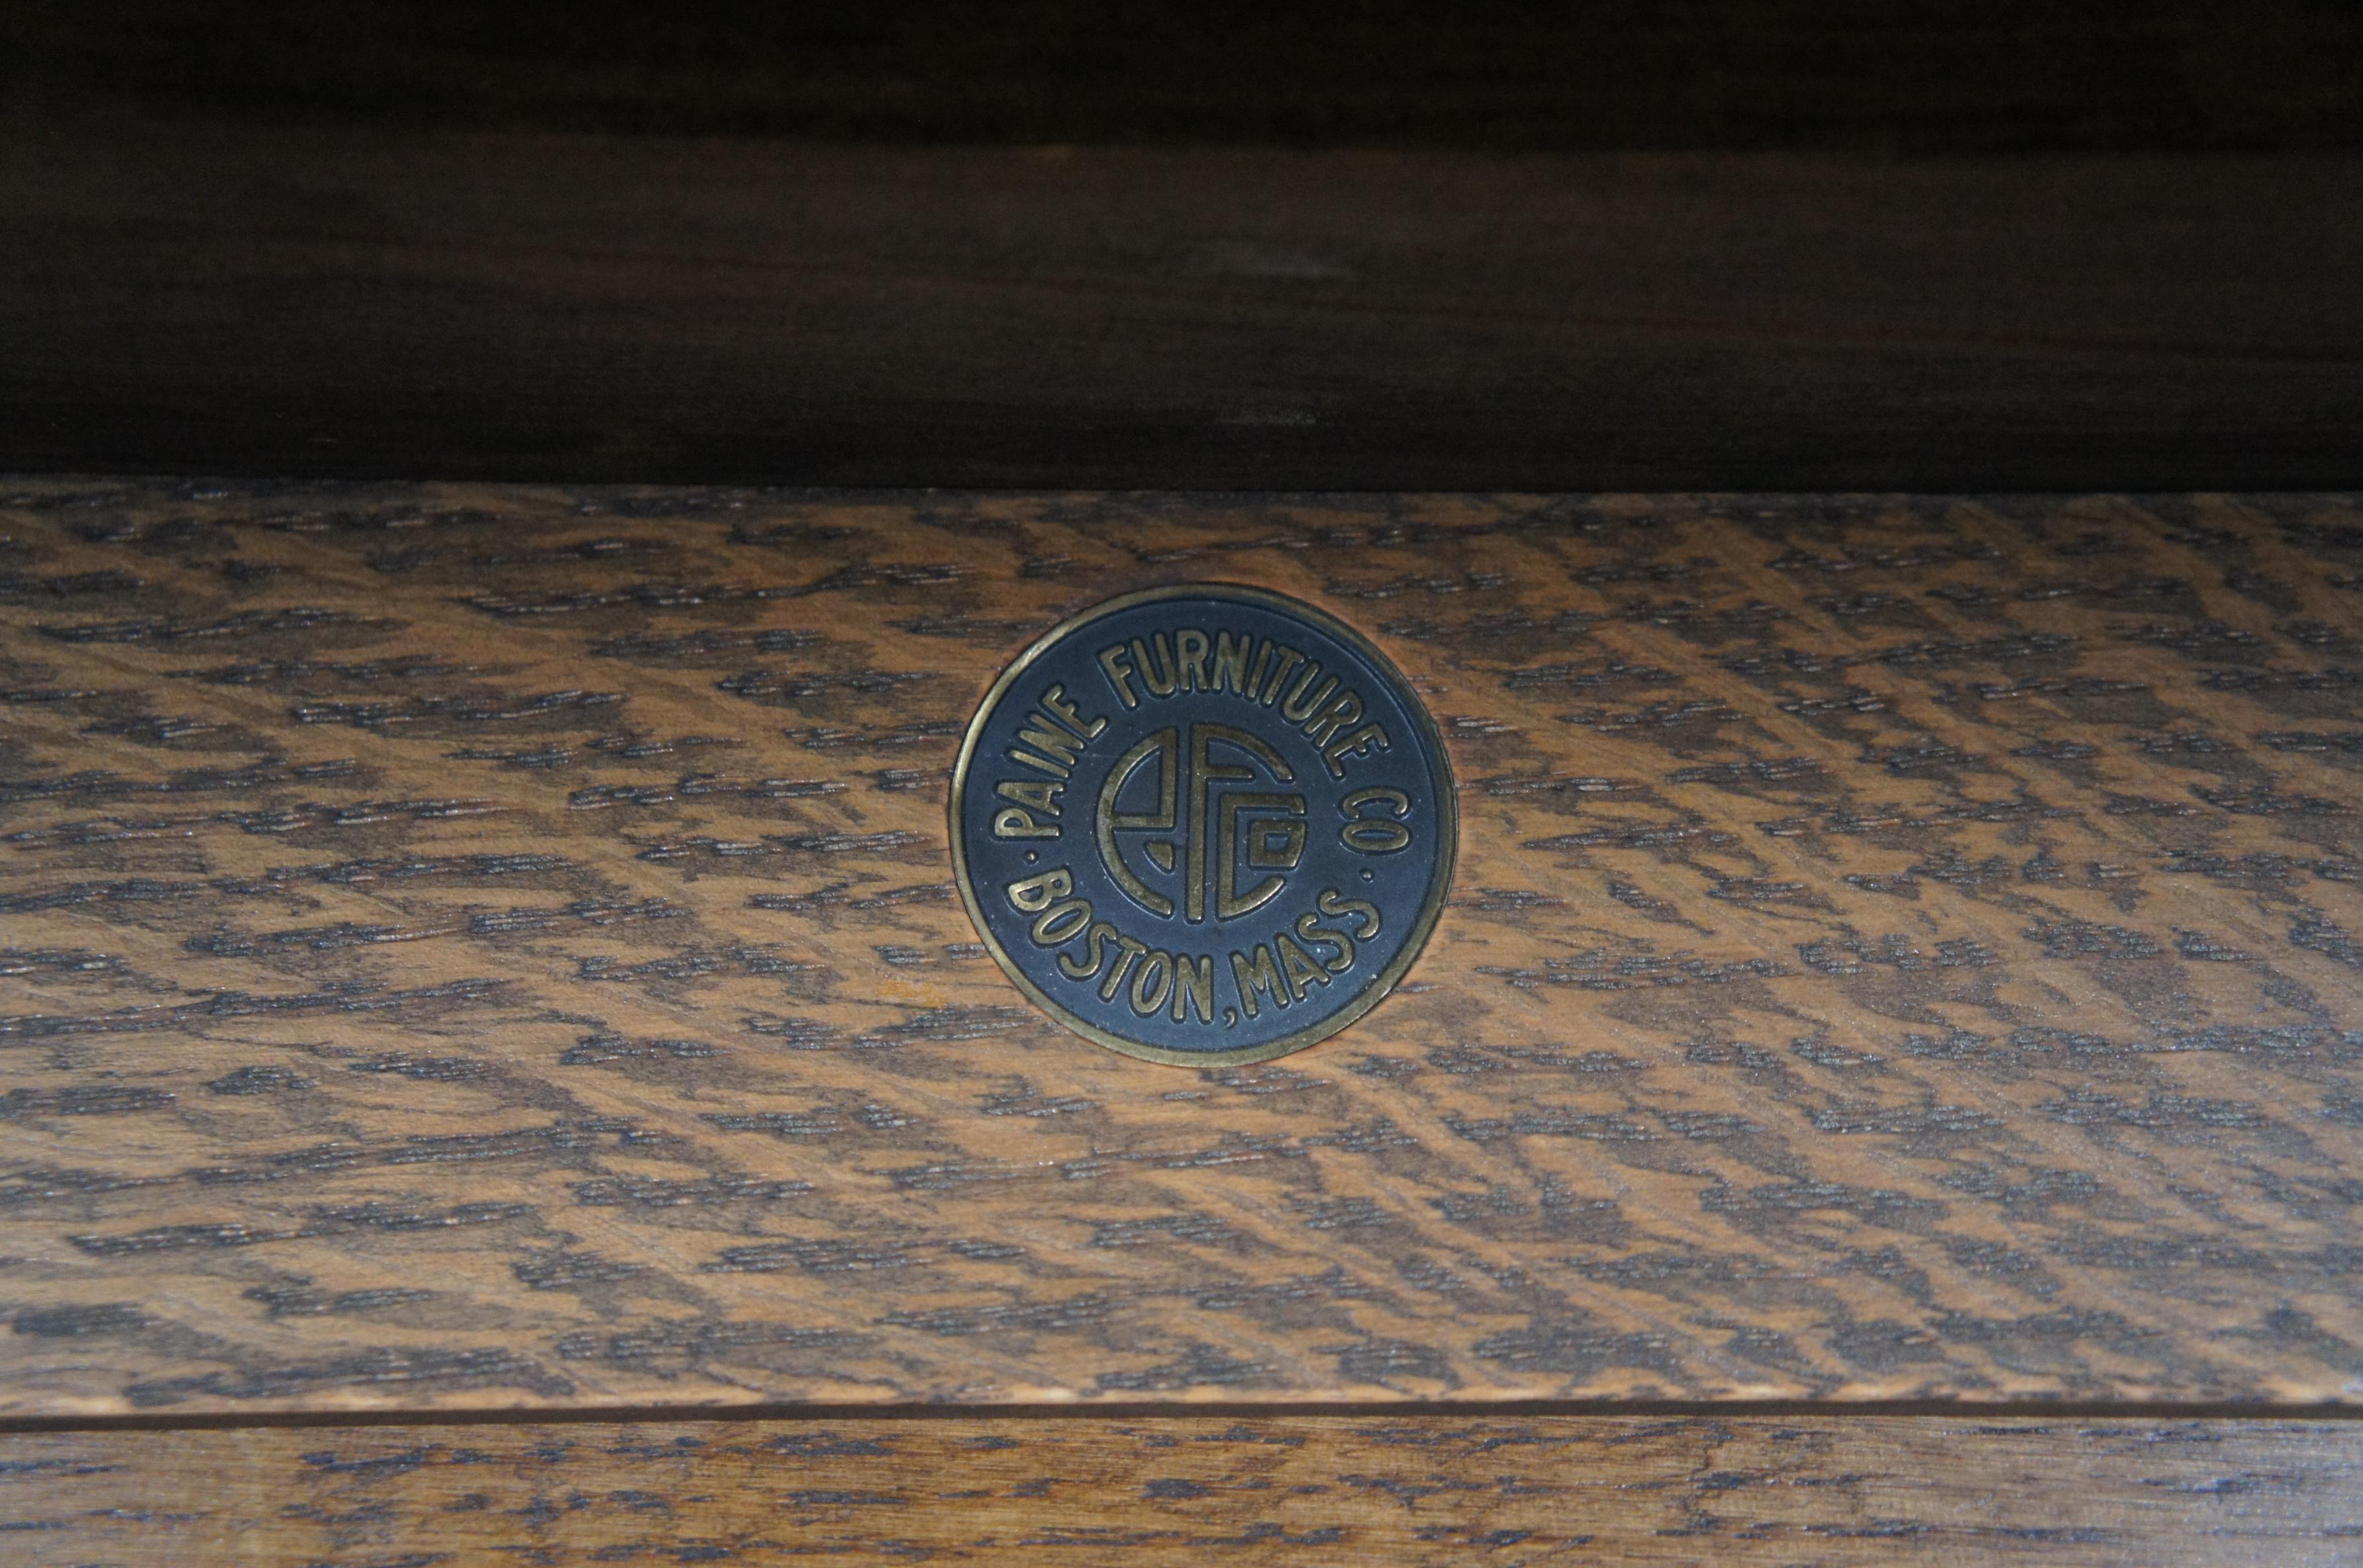 · PAINE FURNITURE CO ·
BOSTON, MASS
PFCO